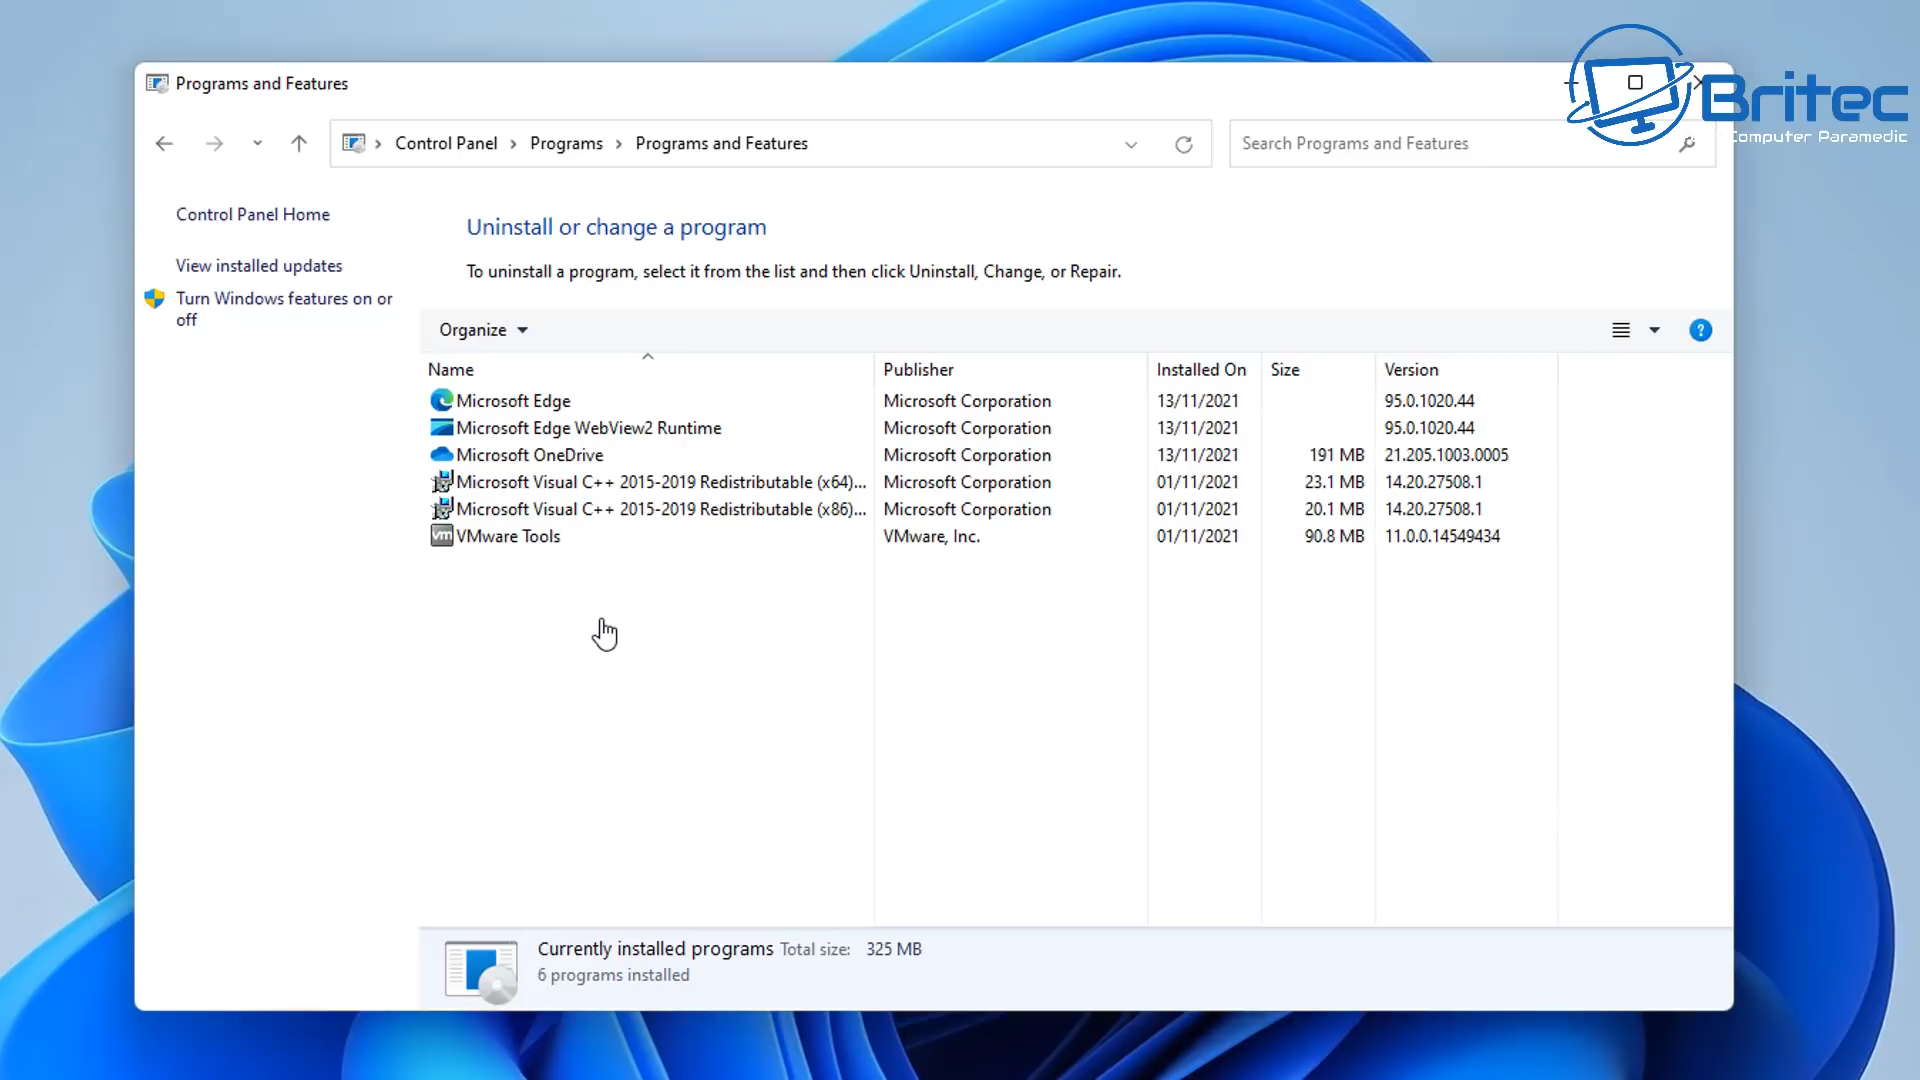 Programs and Features
Britec
Computer Paramedic
Control Panel Programs Programs and Features
Search Programs and Features
Control Panel Home
View installed updates
Turn Windows features on or
off
Uninstall or change a program
To uninstall a program, select it from the list and then click Uninstall, Change, or Repair.
Organize
?
Name Publisher Installed On Size Version
Microsoft Edge Microsoft Corporation 13/11/2021 95.0.1020.44
Microsoft Edge WebView2 Runtime Microsoft Corporation 13/11/2021 95.0.1020.44
Microsoft OneDrive Microsoft Corporation 13/11/2021 191 MB 21.205.1003.0005
Microsoft Visual C++ 2015-2019 Redistributable (x64)... Microsoft Corporation 01/11/2021 23.1 MB 14.20.27508.1
Microsoft Visual C++ 2015-2019 Redistributable (x86)... Microsoft Corporation 01/11/2021 20.1 MB 14.20.27508.1
vm VMware Tools VMware, Inc. 01/11/2021 90.8 MB 11.0.0.14549434
Currently installed programs Total size: 325 MB
6 programs installed